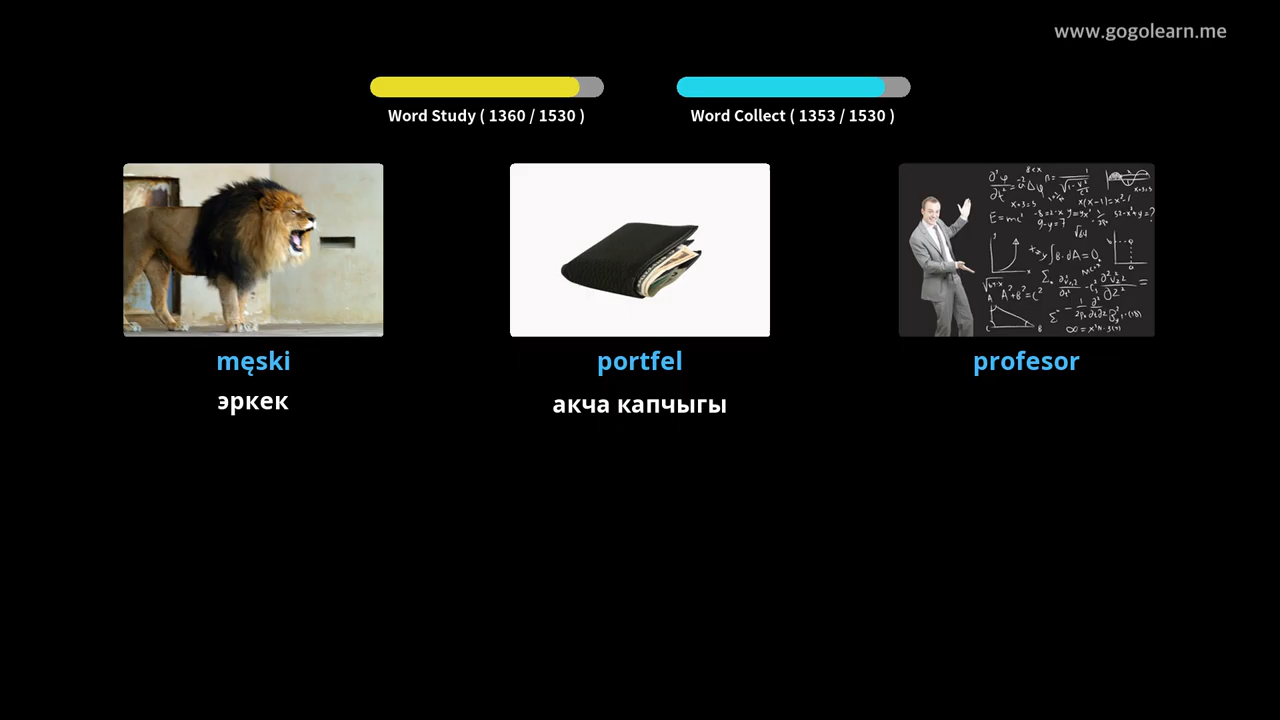 www.gogolearn.me
Word Study ( 1360 / 1530 )
Word Collect ( 1353 / 1530 )
męski
portfel
profesor
эркек
акча капчыгы